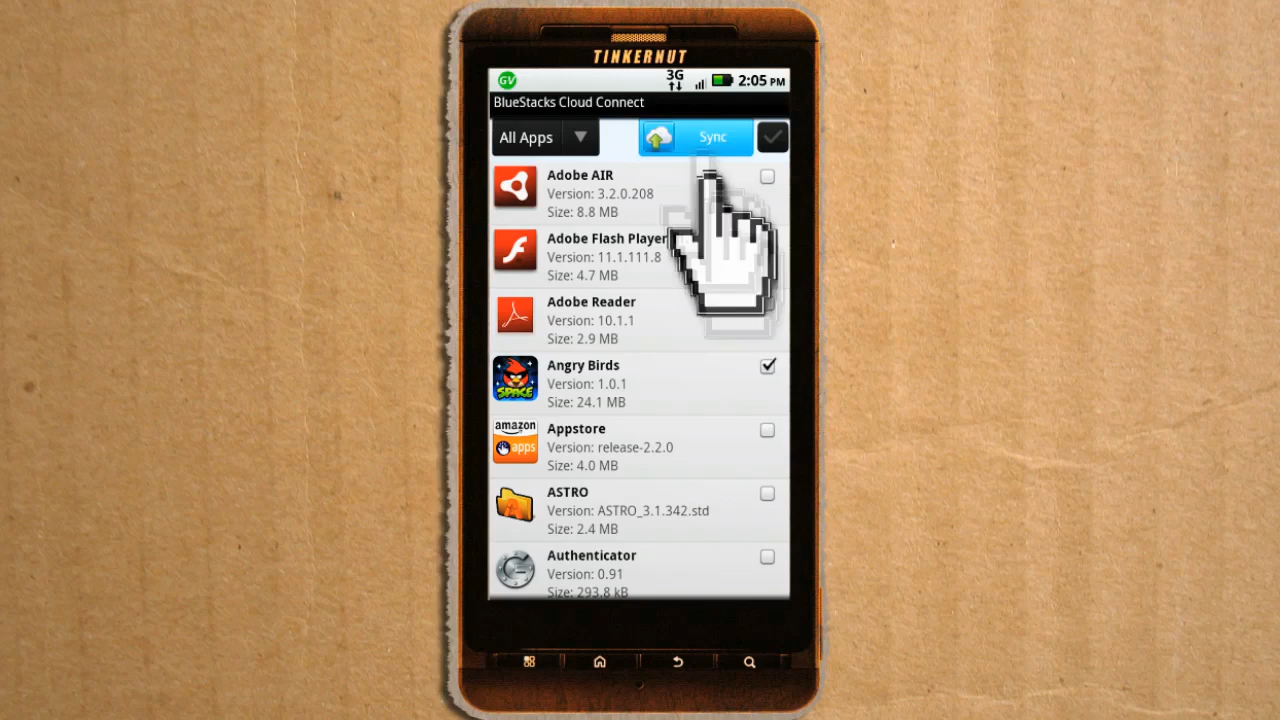 TINKERNUT
GV
3G
2:05 PM
BlueStacks Cloud Connect
All Apps
Sync
Adobe AIR
Version: 3.2.0.208
Size: 8.8 MB
Adobe Flash Player
Version: 11.1.111.8
Size: 4.7 MB
Adobe Reader
Version: 10.1.1
Size: 2.9 MB
SPACE
Angry Birds
Version: 1.0.1
Size: 24.1 MB
amazon
apps
Appstore
Version: release-2.2.0
Size: 4.0 MB
ASTRO
Version: ASTRO_3.1.342.std
Size: 2.4 MB
Authenticator
Version: 0.91
Size: 293.8 kB